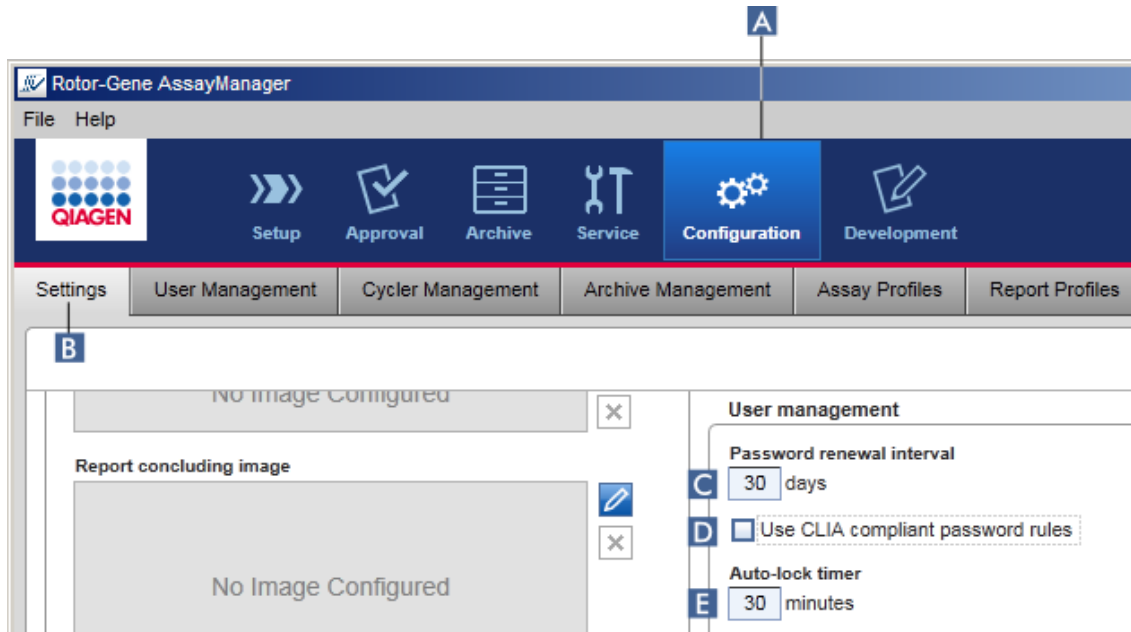 A
Rotor-Gene AssayManager
File Help
QIAGEN
Setup Approval Archive Service Configuration Development
Settings User Management Cycler Management Archive Management Assay Profiles Report Profiles
B
No Image Configured
User management
Password renewal interval
Report concluding image
C 30 days
D Use CLIA compliant password rules
Auto-lock timer
No Image Configured
E 30 minutes